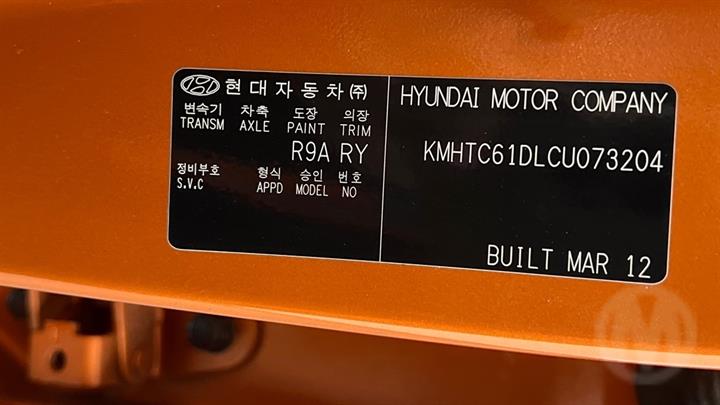 현대자동차㈜
변속기 차축 도장 의장
TRANSM AXLE PAINT TRIM
R9A RY
정비부호 형식 승인 번호
S.V.C APPD MODEL NO
HYUNDAI MOTOR COMPANY
KMHTC61DLCU073204
BUILT MAR 12
M